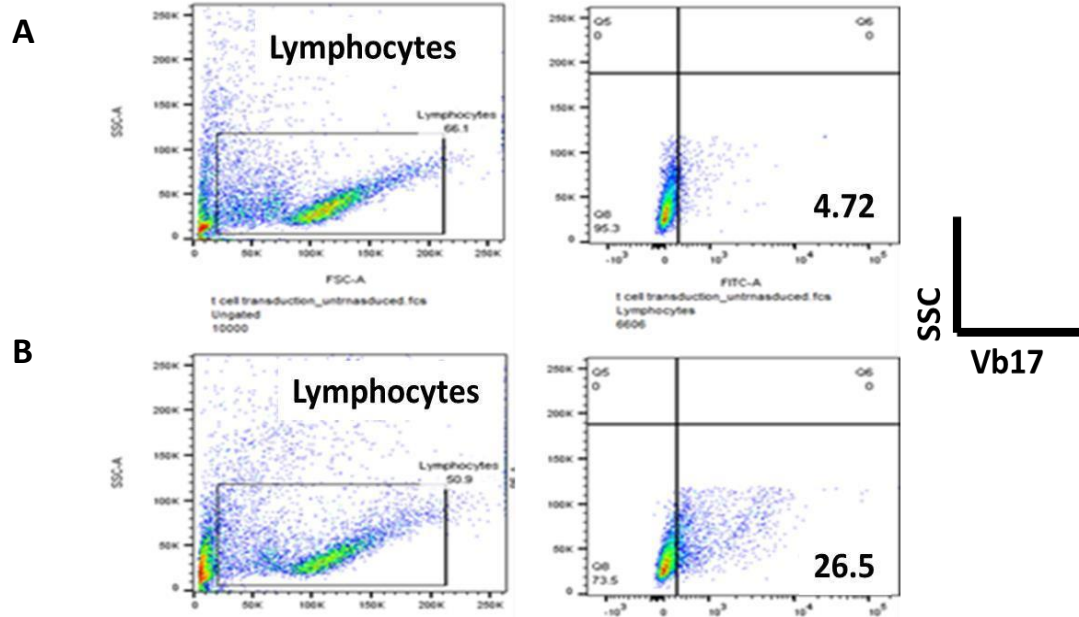 A
Lymphocytes
SSC-A
250K
200K
150K
100K
50K
0
Lymphocytes
66.1
0 50K 100K 150K 200K 250K
FSC-A
t cell transduction_untrnasduced.fcs
Ungated
10000
250K
200K
150K
100K
50K
0
Q5
0
Q6
0
Q8
95.3
4.72
-10³ 0 10³ 10⁴ 10⁵
FITC-A
t cell transduction_untrnasduced.fcs
Lymphocytes
6606
SSC
Vb17
B
Lymphocytes
SSC-A
250K
200K
150K
100K
50K
0
Lymphocytes
50.9
0 50K 100K 150K 200K 250K
250K
200K
150K
100K
50K
0
Q5
0
Q6
0
Q8
73.5
26.5
-10³ 0 10³ 10⁴ 10⁵